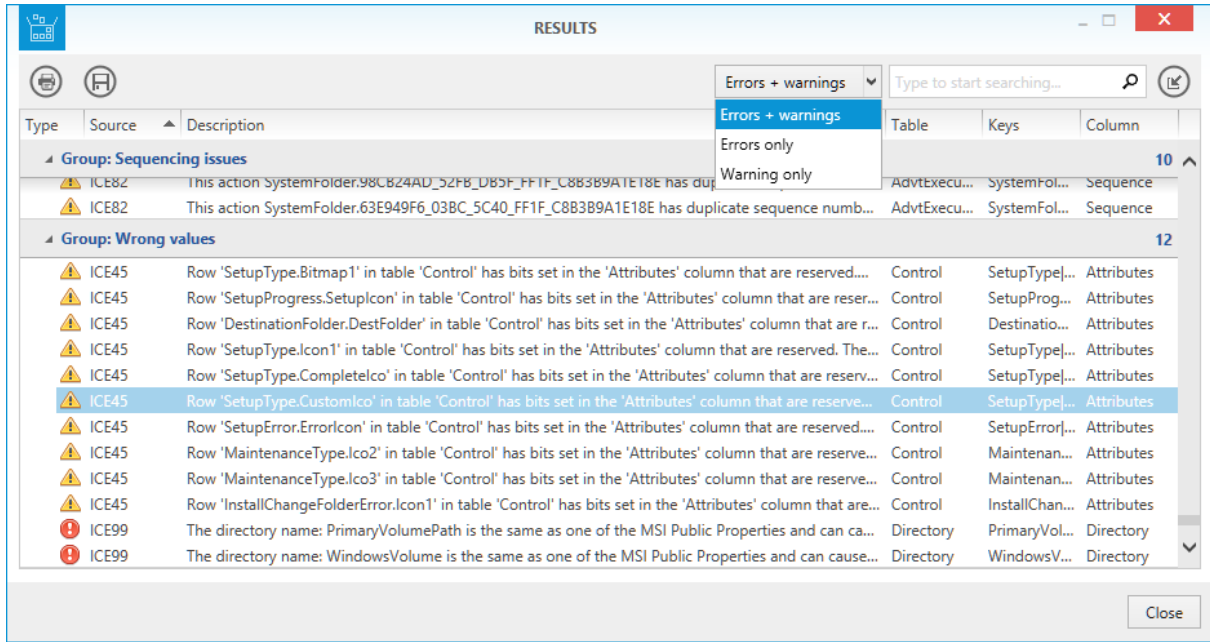 RESULTS
Errors + warnings Type to start searching...
Errors + warnings
Errors only
Warning only
Type Source Description Table Keys Column
Group: Sequencing issues 10
ICE82 This action SystemFolder.98CB24AD_52FB_DB5F_FF1F_C8B3B9A1E18E has dup AdvtExecu... SystemFol... Sequence
ICE82 This action SystemFolder.63E949F6_03BC_5C40_FF1F_C8B3B9A1E18E has duplicate sequence numb... AdvtExecu... SystemFol... Sequence
Group: Wrong values 12
ICE45 Row 'SetupType.Bitmap1' in table 'Control' has bits set in the 'Attributes' column that are reserved.... Control SetupType|... Attributes
ICE45 Row 'SetupProgress.SetupIcon' in table 'Control' has bits set in the 'Attributes' column that are reser... Control SetupProg... Attributes
ICE45 Row 'DestinationFolder.DestFolder' in table 'Control' has bits set in the 'Attributes' column that are r... Control Destinatio... Attributes
ICE45 Row 'SetupType.Icon1' in table 'Control' has bits set in the 'Attributes' column that are reserved. The... Control SetupType|... Attributes
ICE45 Row 'SetupType.CompleteIco' in table 'Control' has bits set in the 'Attributes' column that are reserv... Control SetupType|... Attributes
ICE45 Row 'SetupType.CustomIco' in table 'Control' has bits set in the 'Attributes' column that are reserve... Control SetupType|... Attributes
ICE45 Row 'SetupError.ErrorIcon' in table 'Control' has bits set in the 'Attributes' column that are reserved.... Control SetupError|... Attributes
ICE45 Row 'MaintenanceType.Ico2' in table 'Control' has bits set in the 'Attributes' column that are reserve... Control Maintenan... Attributes
ICE45 Row 'MaintenanceType.Ico3' in table 'Control' has bits set in the 'Attributes' column that are reserve... Control Maintenan... Attributes
ICE45 Row 'InstallChangeFolderError.Icon1' in table 'Control' has bits set in the 'Attributes' column that are... Control InstallChan... Attributes
ICE99 The directory name: PrimaryVolumePath is the same as one of the MSI Public Properties and can ca... Directory PrimaryVol... Directory
ICE99 The directory name: WindowsVolume is the same as one of the MSI Public Properties and can cause... Directory WindowsV... Directory
Close